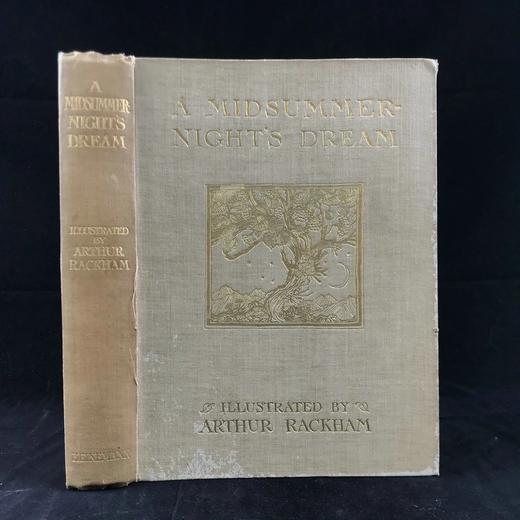 A
MIDSUMMER-
NIGHT'S
DREAM
ILLUSTRATED
BY
ARTHUR
RACKHAM
HEINEMANN
A MIDSUMMER-
NIGHT'S DREAM
ILLUSTRATED BY
ARTHUR RACKHAM